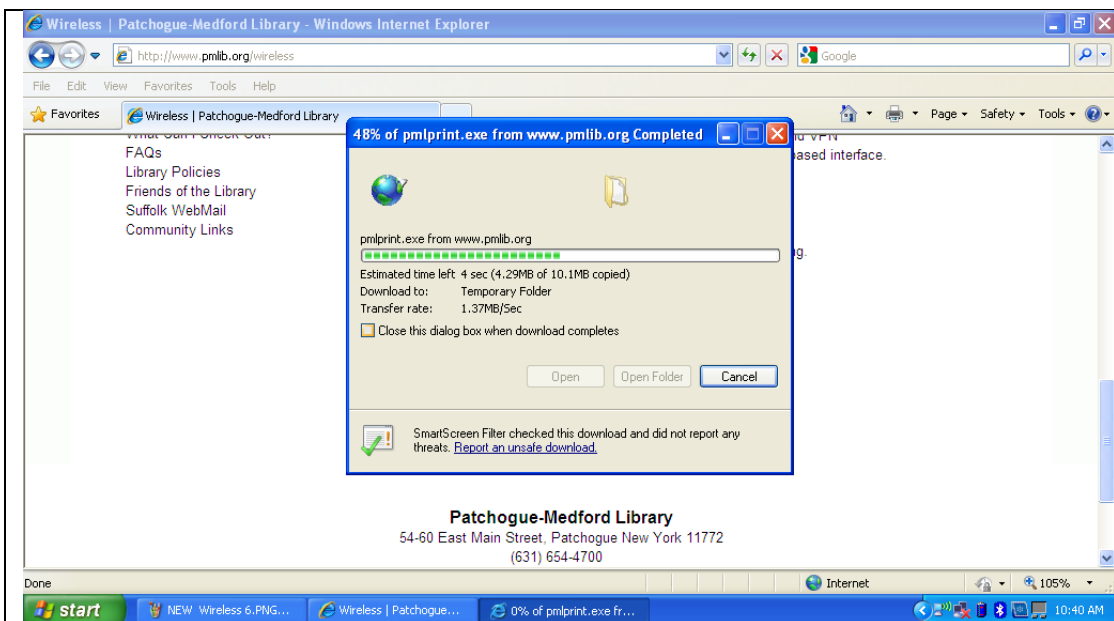 Wireless | Patchogue-Medford Library - Windows Internet Explorer
http://www.pmlib.org/wireless
Google
File Edit View Favorites Tools Help
Favorites
Wireless | Patchogue-Medford Library
Page Safety Tools
What Can I Check Out?
FAQs
Library Policies
Friends of the Library
Suffolk WebMail
Community Links
VPN
based interface.
g.
48% of pmlprint.exe from www.pmlib.org Completed
pmlprint.exe from www.pmlib.org
Estimated time left 4 sec (4.29MB of 10.1MB copied)
Download to: Temporary Folder
Transfer rate: 1.37MB/Sec
Close this dialog box when download completes
Open Open Folder Cancel
SmartScreen Filter checked this download and did not report any
threats. Report an unsafe download.
Patchogue-Medford Library
54-60 East Main Street, Patchogue New York 11772
(631) 654-4700
Done
Internet
105%
start
NEW Wireless 6.PNG...
Wireless | Patchogue...
0% of pmlprint.exe fr...
10:40 AM